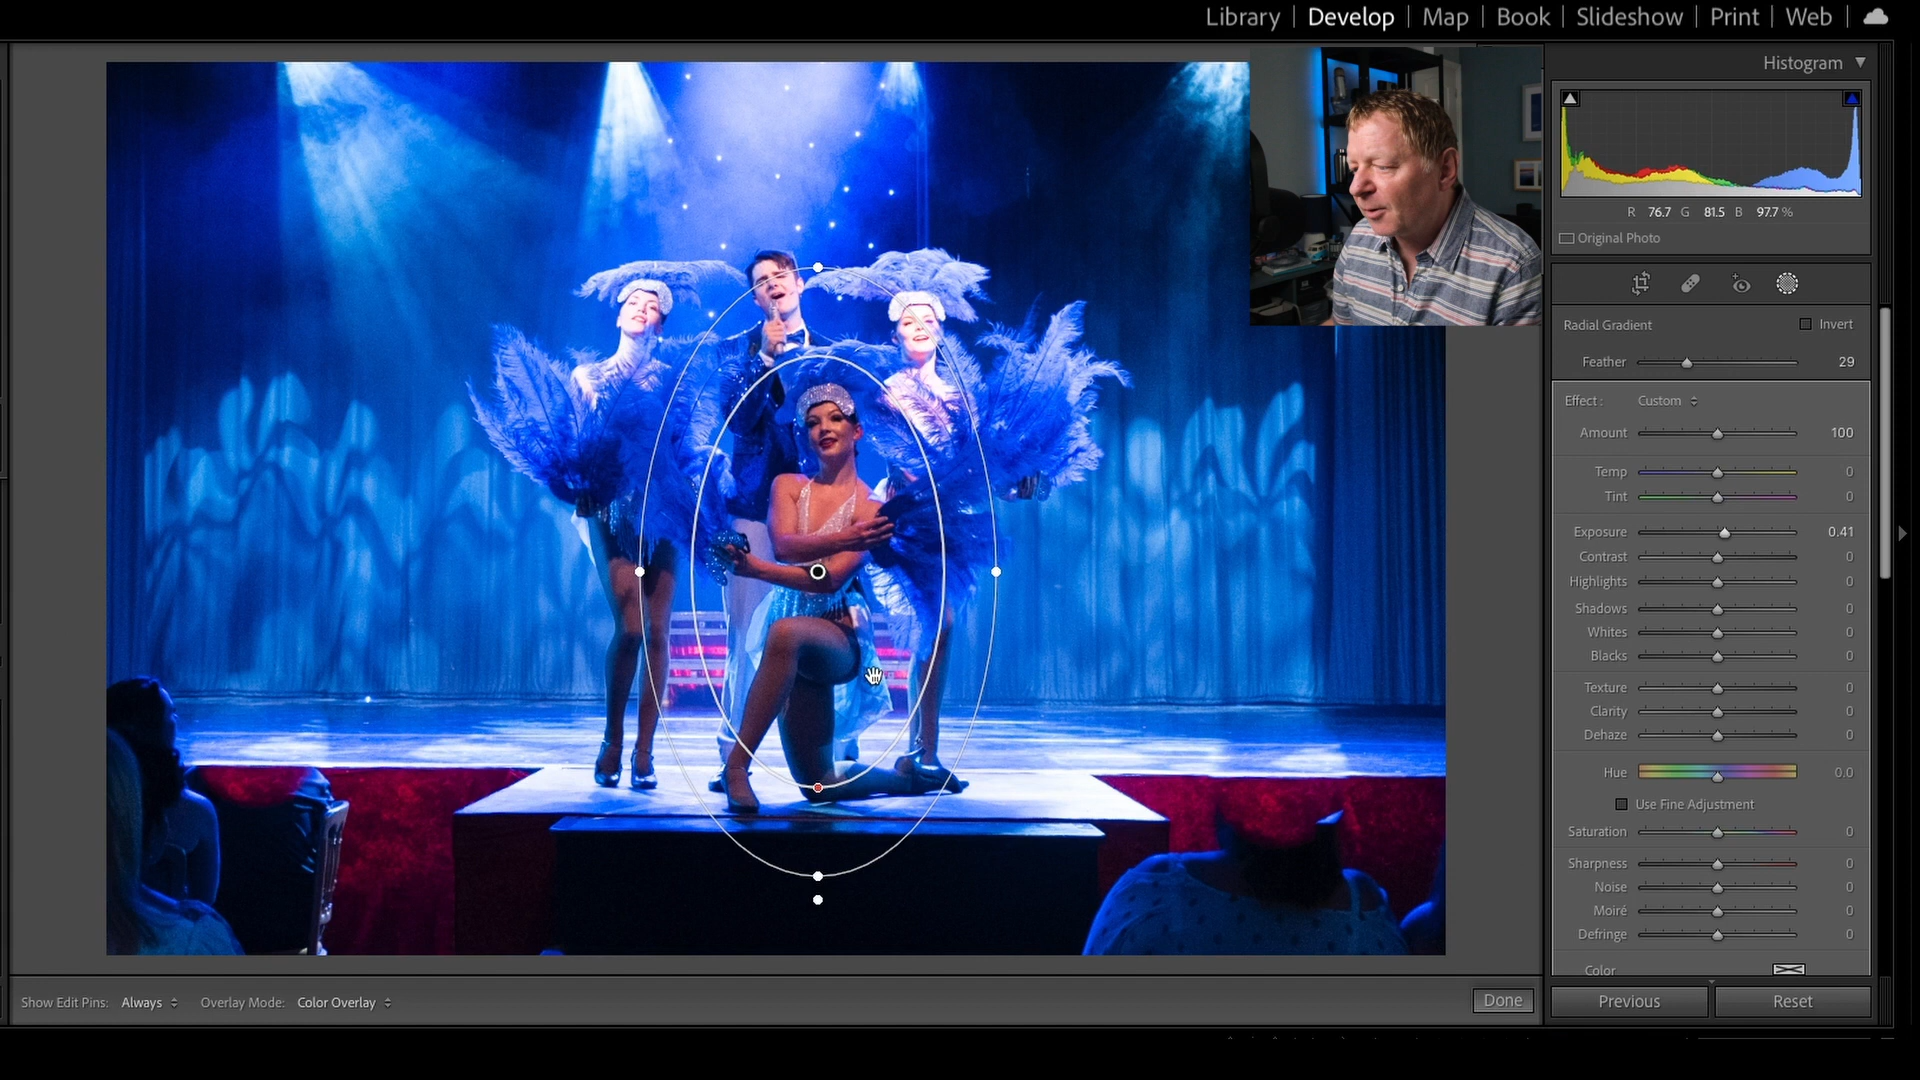 Library | Develop | Map | Book | Slideshow | Print | Web |
Histogram
R 76.7 G 81.5 B 97.7 %
Original Photo
Radial Gradient Invert
Feather 29
Effect : Custom
Amount 100
Temp 0
Tint 0
Exposure 0.41
Contrast 0
Highlights 0
Shadows 0
Whites 0
Blacks 0
Texture 0
Clarity 0
Dehaze 0
Hue 0.0
Use Fine Adjustment
Saturation 0
Sharpness 0
Noise 0
Moiré 0
Defringe 0
Color
Show Edit Pins: Always Overlay Mode: Color Overlay Done Previous Reset